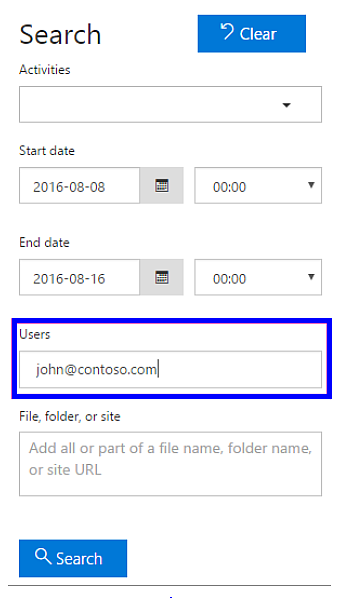 Search
Clear
Activities
Start date
2016-08-08
00:00
End date
2016-08-16
00:00
Users
john@contoso.com
File, folder, or site
Add all or part of a file name, folder name,
or site URL
Search